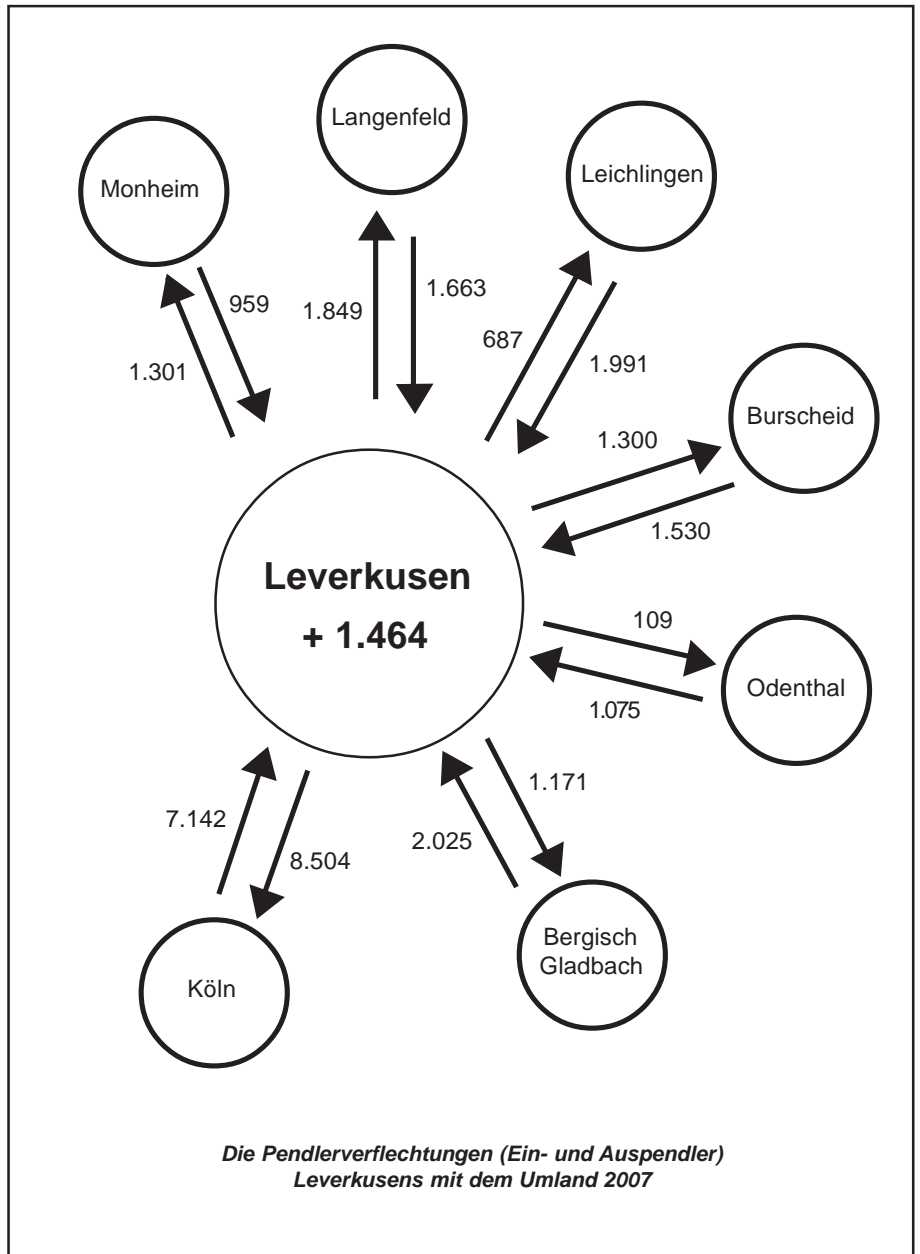 Langenfeld
Monheim
Leichlingen
959
1.849
1.663
1.301
687
1.991
Burscheid
1.300
1.530
Leverkusen
+ 1.464
109
Odenthal
1.075
1.171
7.142
2.025
8.504
Bergisch
Gladbach
Köln
Die Pendlerverflechtungen (Ein- und Auspendler)
Leverkusens mit dem Umland 2007